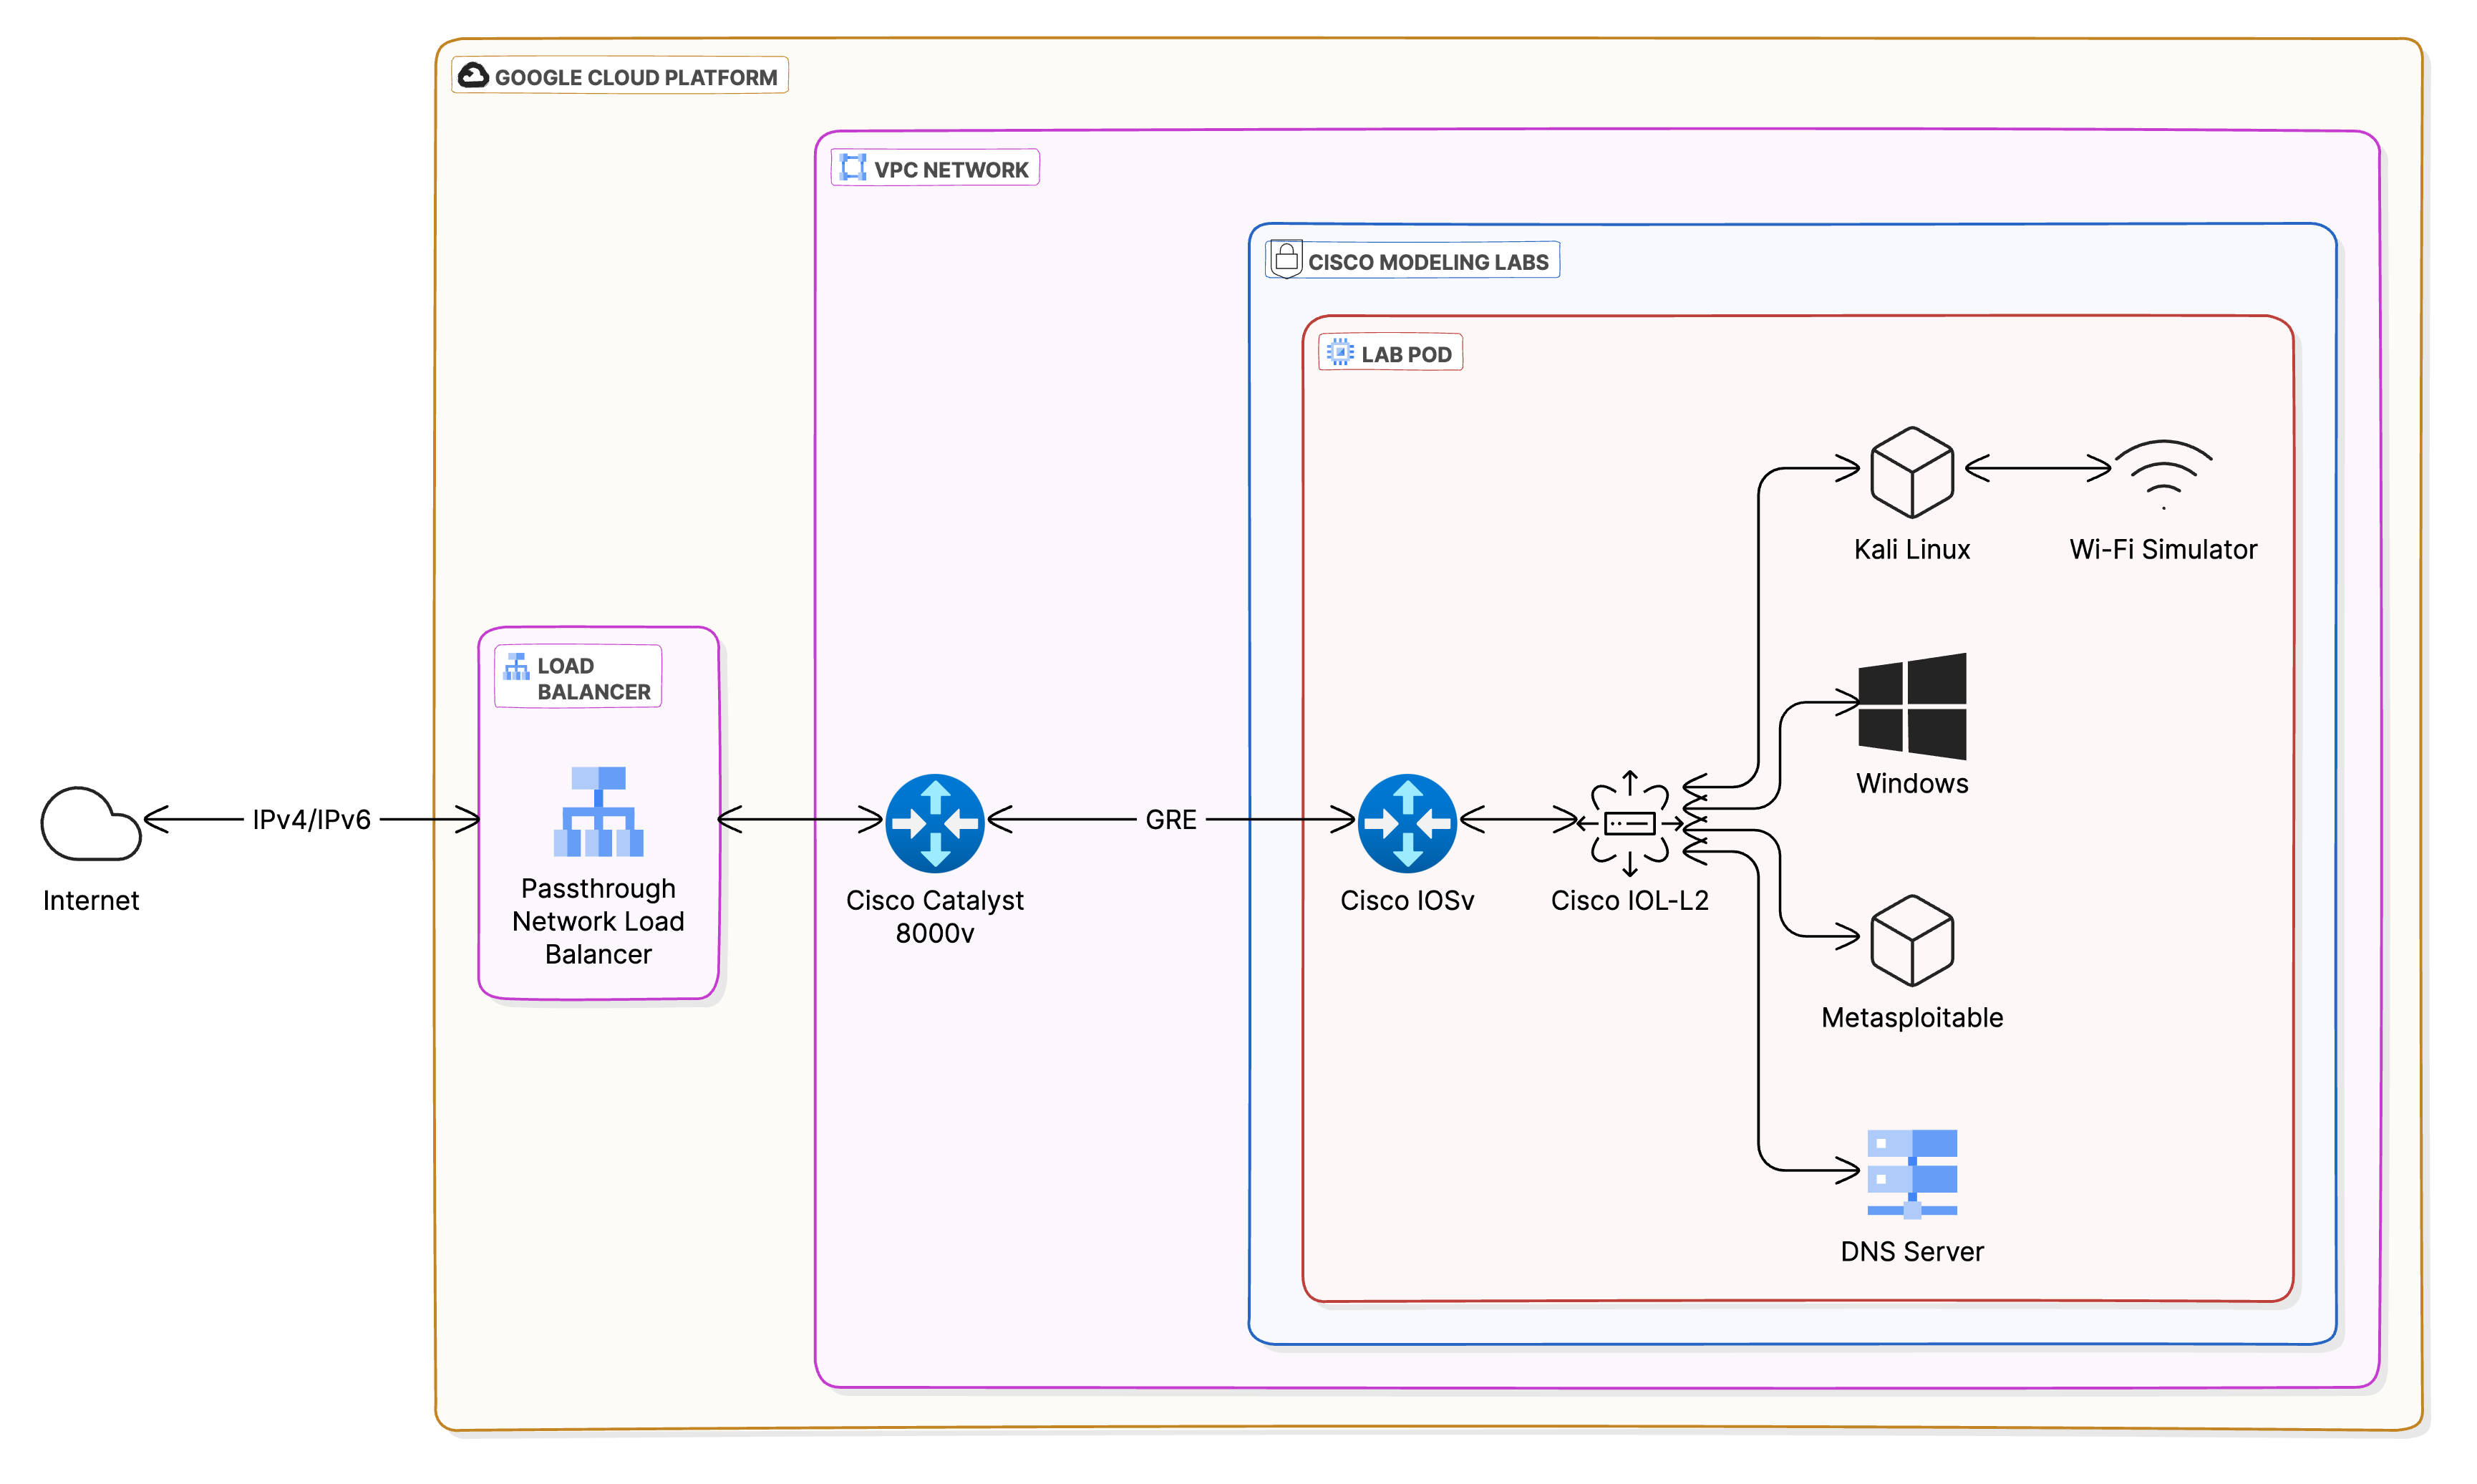 GOOGLE CLOUD PLATFORM
VPC NETWORK
CISCO MODELING LABS
LAB POD
Kali Linux
Wi-Fi Simulator
LOAD
BALANCER
Windows
Internet
IPv4/IPv6
Passthrough
Network Load
Balancer
Cisco Catalyst
8000v
GRE
Cisco IOSv
Cisco IOL-L2
Metasploitable
DNS Server